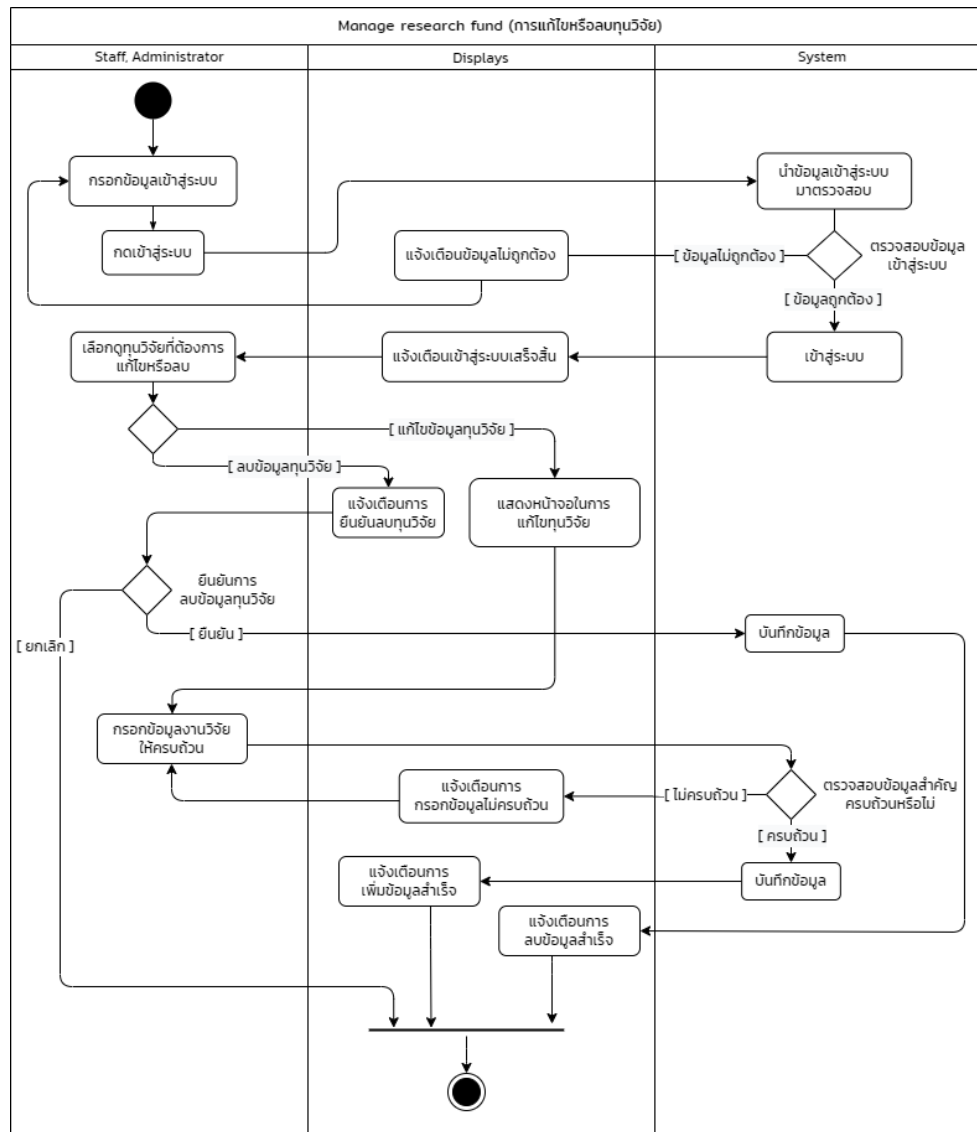 Manage research fund (การแก้ไขหรือลบทุนวิจัย)
Staff, Administrator
Displays
System
กรอกข้อมูลเข้าสู่ระบบ
นำข้อมูลเข้าสู่ระบบ
มาตรวจสอบ
กดเข้าสู่ระบบ
แจ้งเตือนข้อมูลไม่ถูกต้อง
[ ข้อมูลไม่ถูกต้อง ]
ตรวจสอบข้อมูล
เข้าสู่ระบบ
[ ข้อมูลถูกต้อง ]
เลือกดูทุนวิจัยที่ต้องการ
แก้ไขหรือลบ
แจ้งเตือนเข้าสู่ระบบเสร็จสิ้น
เข้าสู่ระบบ
[ แก้ไขข้อมูลทุนวิจัย ]
[ ลบข้อมูลทุนวิจัย ]
แจ้งเตือนการ
ยืนยันลบทุนวิจัย
แสดงหน้าจอในการ
แก้ไขทุนวิจัย
ยืนยันการ
ลบข้อมูลทุนวิจัย
[ ยกเลิก ]
[ ยืนยัน ]
บันทึกข้อมูล
กรอกข้อมูลงานวิจัย
ให้ครบถ้วน
แจ้งเตือนการ
กรอกข้อมูลไม่ครบถ้วน
[ ไม่ครบถ้วน ]
ตรวจสอบข้อมูลสำคัญ
ครบถ้วนหรือไม่
[ ครบถ้วน ]
แจ้งเตือนการ
เพิ่มข้อมูลสำเร็จ
บันทึกข้อมูล
แจ้งเตือนการ
ลบข้อมูลสำเร็จ